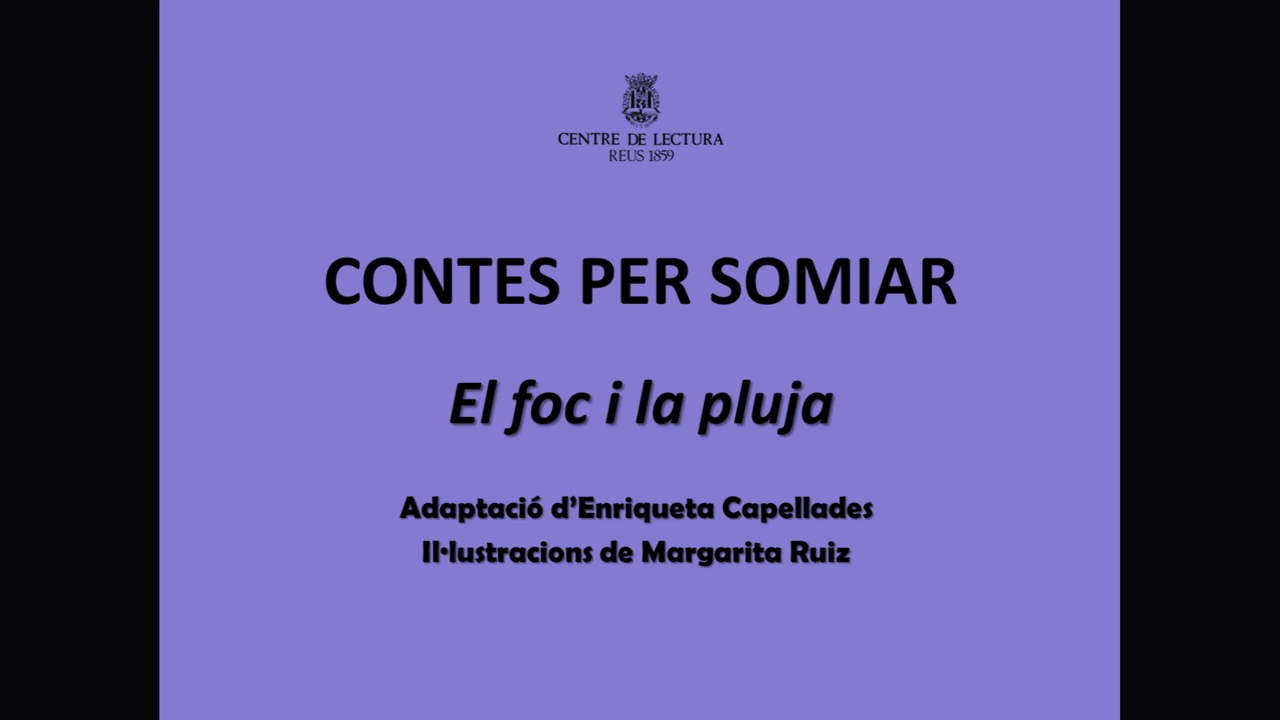 CENTRE DE LECTURA
REUS 1859
CONTES PER SOMIAR
El foc i la pluja
Adaptació d’Enriqueta Capellades
Il•lustracions de Margarita Ruiz